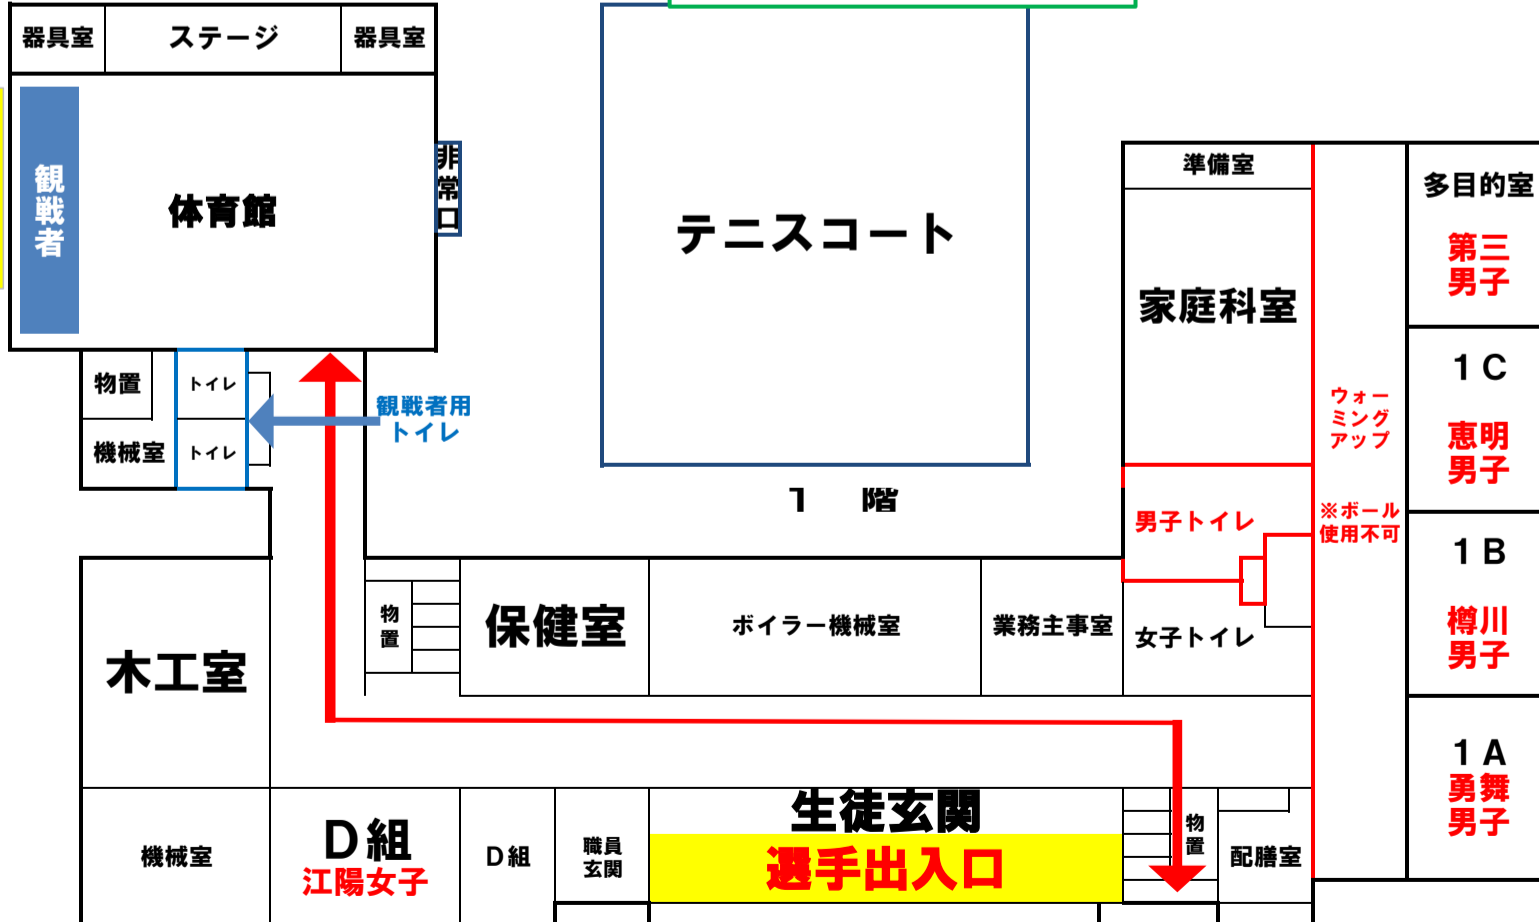 器具室
ステージ
器具室
観戦者
体育館
非常口
テニスコート
準備室
多目的室
第三
男子
家庭科室
物置
トイレ
観戦者用
トイレ
機械室
トイレ
1C
恵明
男子
ウォー
ミング
アップ
※ボール
使用不可
1 階
男子トイレ
1B
樽川
男子
物置
保健室
ボイラー機械室
業務主事室
女子トイレ
木工室
1A
勇舞
男子
機械室
D組
江陽女子
D組
職員
玄関
生徒玄関
選手出入口
物置
配膳室